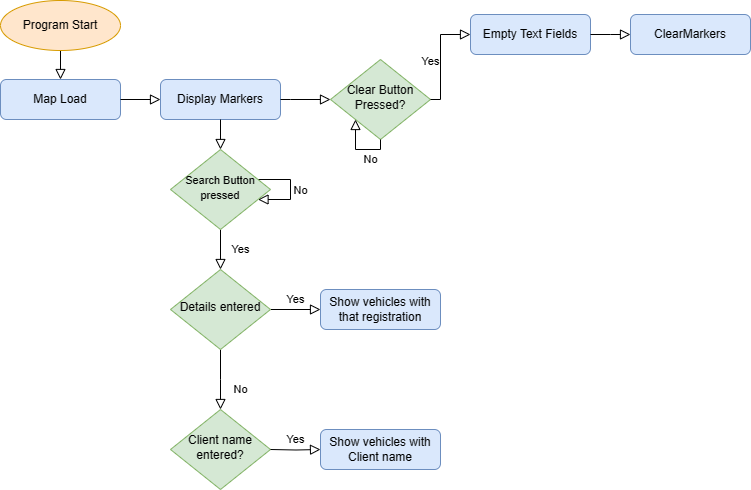 Program Start
Map Load
Display Markers
Clear Button
Pressed?
Yes
No
Empty Text Fields
ClearMarkers
Search Button
pressed
No
Yes
Details entered
Yes
Show vehicles with
that registration
No
Client name
entered?
Yes
Show vehicles with
Client name